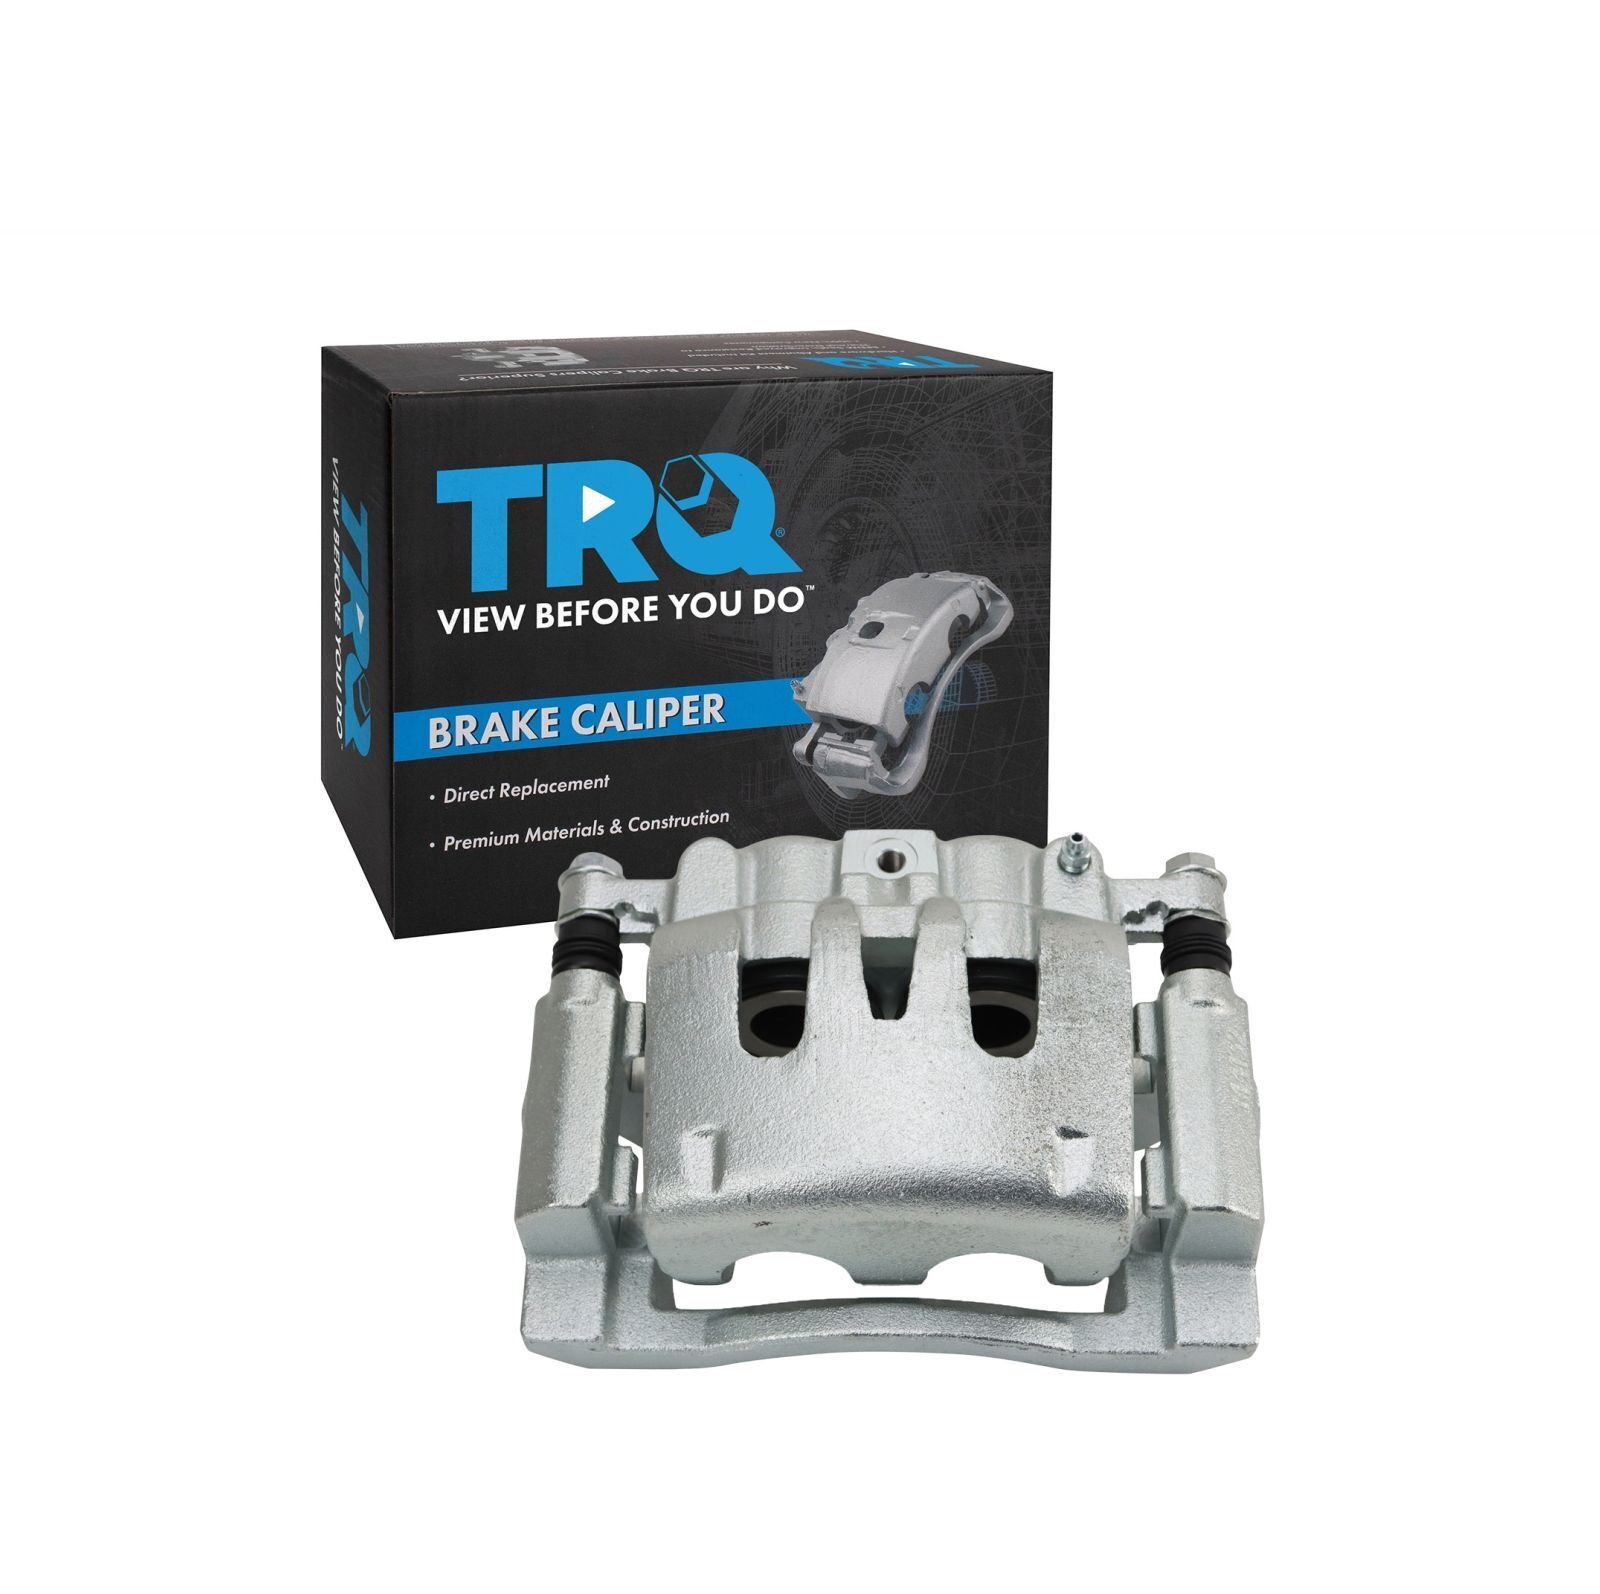 Why are TRQ Brake Calipers Superior?
TRQ
TRQ®
VIEW BEFORE YOU DO™
BRAKE CALIPER
• Direct Replacement
• Premium Materials & Construction
TRQ
VIEW BEFORE YOU DO